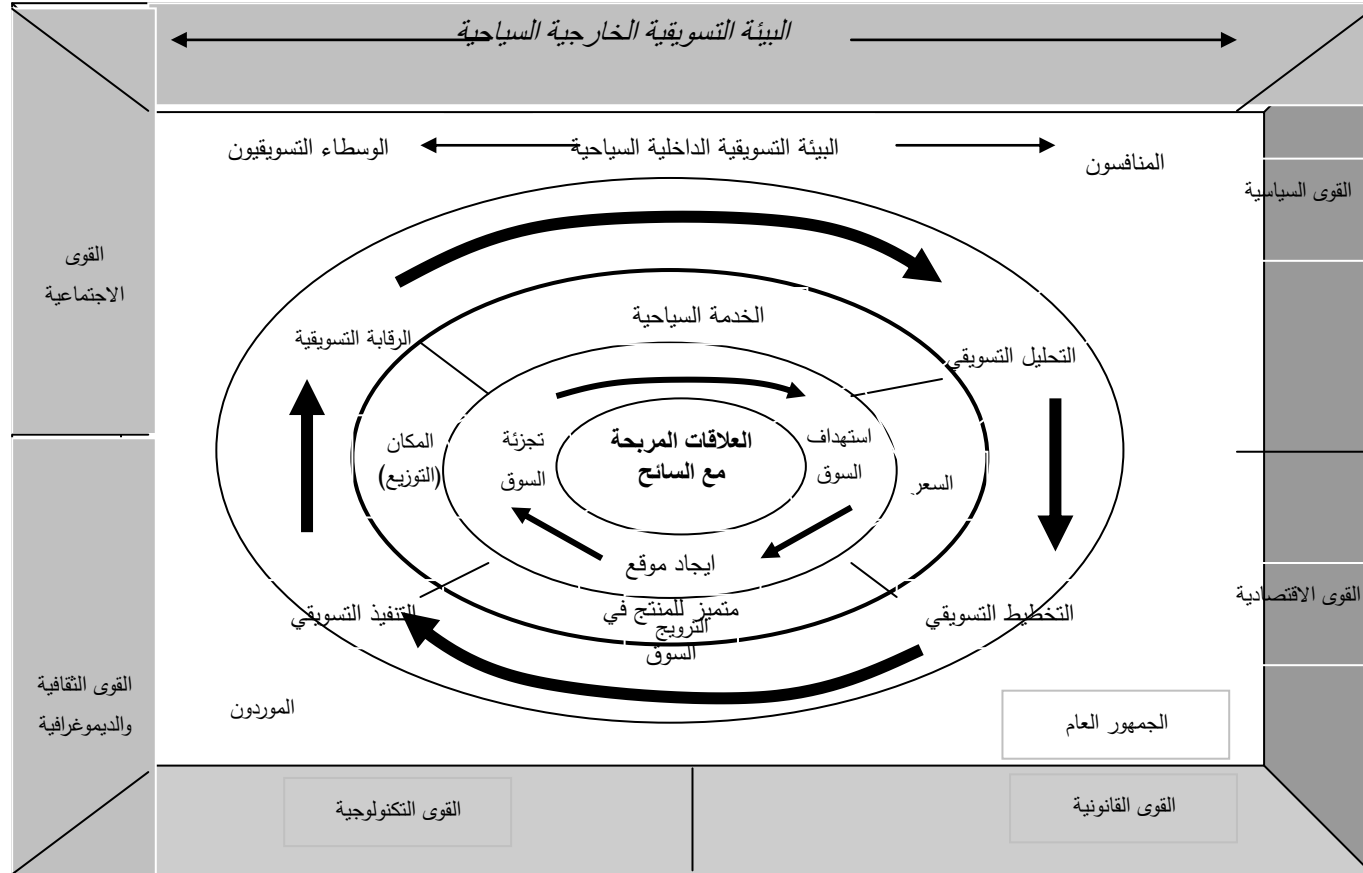 البيئة التسويقية الخارجية السياحية
البيئة التسويقية الداخلية السياحية
الوسطاء التسويقيون
المنافسون
القوى السياسية
القوى
الاجتماعية
الخدمة السياحية
الرقابة التسويقية
التحليل التسويقي
العلاقات المربحة
مع السائح
استهداف
السوق
تجزئة
السوق
المكان
(التوزيع)
السعر
ايجاد موقع
متميز للمنتج في
الترويج
السوق
التنفيذ التسويقي
التخطيط التسويقي
القوى الاقتصادية
القوى الثقافية
والديموغرافية
الموردون
الجمهور العام
القوى القانونية
القوى التكنولوجية